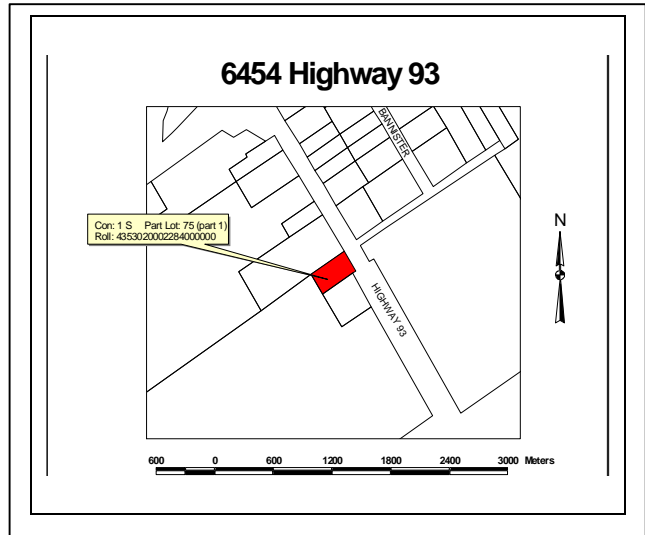 6454 Highway 93
BANNISTER
Con: 1 S Part Lot: 75 (part 1)
Roll: 4353020002284000000
N
HIGHWAY 93
600 0 600 1200 1800 2400 3000 Meters